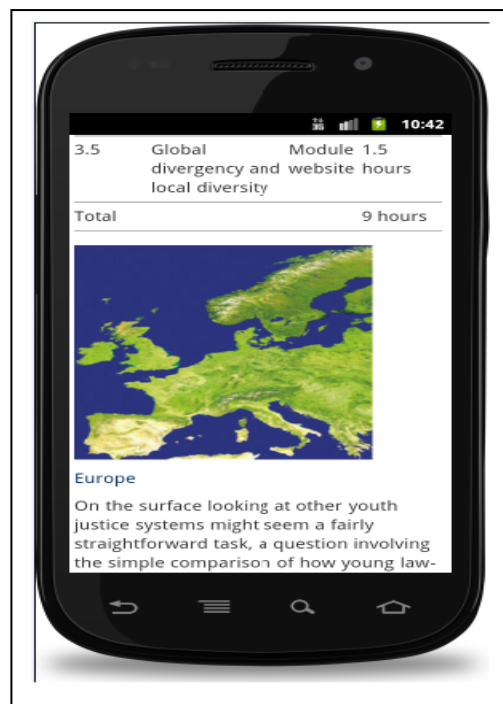 3G
10:42
3.5 Global Module 1.5
divergency and website hours
local diversity
Total 9 hours
Europe
On the surface looking at other youth
justice systems might seem a fairly
straightforward task, a question involving
the simple comparison of how young law-